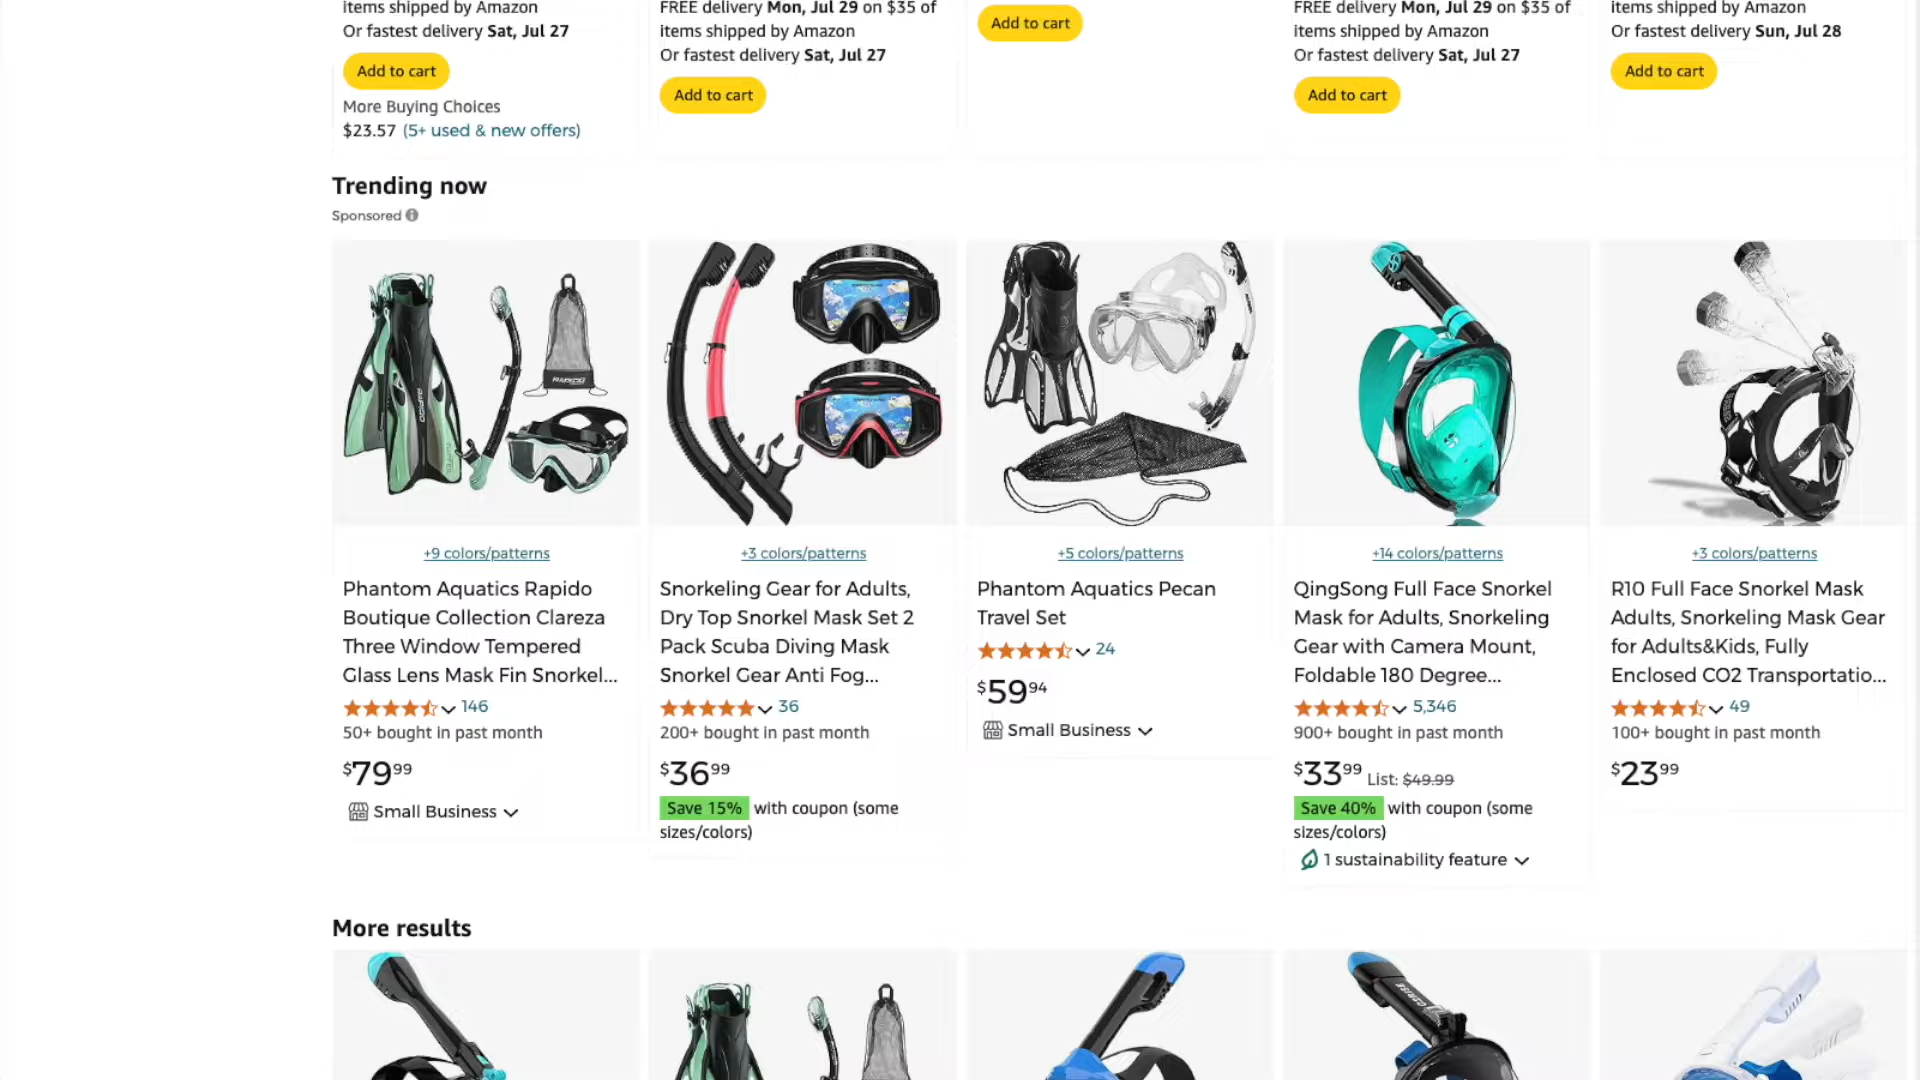 items shipped by Amazon
Or fastest delivery Sat, Jul 27
Add to cart
More Buying Choices
$23.57 (5+ used & new offers)
FREE delivery Mon, Jul 29 on $35 of
items shipped by Amazon
Or fastest delivery Sat, Jul 27
Add to cart
Add to cart
FREE delivery Mon, Jul 29 on $35 of
items shipped by Amazon
Or fastest delivery Sat, Jul 27
Add to cart
items shipped by Amazon
Or fastest delivery Sun, Jul 28
Add to cart
Trending now
Sponsored
RAPIDO
RAPIDO
+9 colors/patterns
Phantom Aquatics Rapido
Boutique Collection Clareza
Three Window Tempered
Glass Lens Mask Fin Snorkel...
146
50+ bought in past month
$79.99
Small Business
+3 colors/patterns
Snorkeling Gear for Adults,
Dry Top Snorkel Mask Set 2
Pack Scuba Diving Mask
Snorkel Gear Anti Fog...
36
200+ bought in past month
$36.99
Save 15% with coupon (some
sizes/colors)
+5 colors/patterns
Phantom Aquatics Pecan
Travel Set
24
$59.94
Small Business
+14 colors/patterns
QingSong Full Face Snorkel
Mask for Adults, Snorkeling
Gear with Camera Mount,
Foldable 180 Degree...
5,346
900+ bought in past month
$33.99 List: $49.99
Save 40% with coupon (some
sizes/colors)
1 sustainability feature
+3 colors/patterns
R10 Full Face Snorkel Mask
Adults, Snorkeling Mask Gear
for Adults&Kids, Fully
Enclosed CO2 Transportatio...
49
100+ bought in past month
$23.99
More results